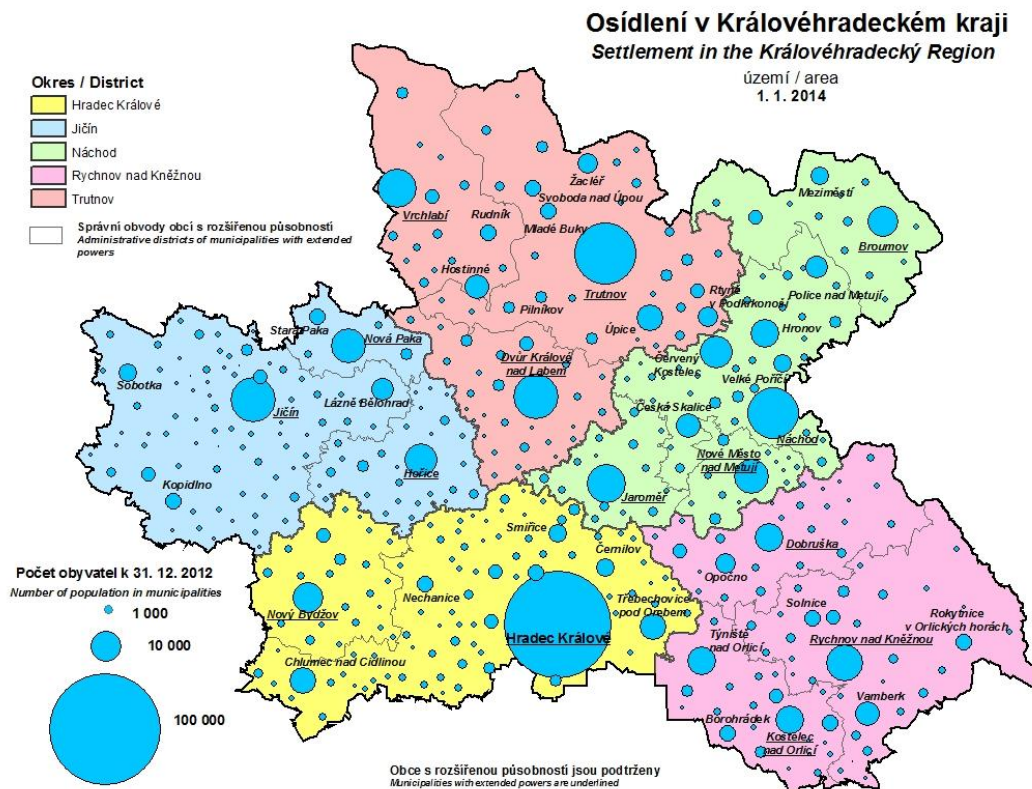 Osídlení v Královéhradeckém kraji
Settlement in the Královéhradecký Region
území / area
1. 1. 2014
Okres / District
Hradec Králové
Jičín
Náchod
Rychnov nad Kněžnou
Trutnov
Správní obvody obcí s rozšířenou působností
Administrative districts of municipalities with extended
powers
Žacléř
Svoboda nad Úpou
Meziměstí
Vrchlabí
Rudník
Mladé Buky
Broumov
Hostinné
Trutnov
Rtyně
v Podkrkonoší
Police nad Metují
Pilníkov
Úpice
Hronov
Stará Paka
Nová Paka
Dvůr Králové
nad Labem
Červený
Kostelec
Velké Poříčí
Sobotka
Jičín
Lázně Bělohrad
Česká Skalice
Náchod
Hořice
Nové Město
nad Metují
Kopidlno
Jaroměř
Smiřice
Černilov
Dobruška
Opočno
Počet obyvatel k 31. 12. 2012
Number of population in municipalities
1 000
10 000
100 000
Nový Bydžov
Nechanice
Třebechovice
pod Orebem
Solnice
Rokytnice
v Orlických horách
Hradec Králové
Týniště
nad Orlicí
Rychnov nad Kněžnou
Chlumec nad Cidlinou
Vamberk
Borohrádek
Kostelec
nad Orlicí
Obce s rozšířenou působností jsou podtrženy
Municipalities with extended powers are underlined